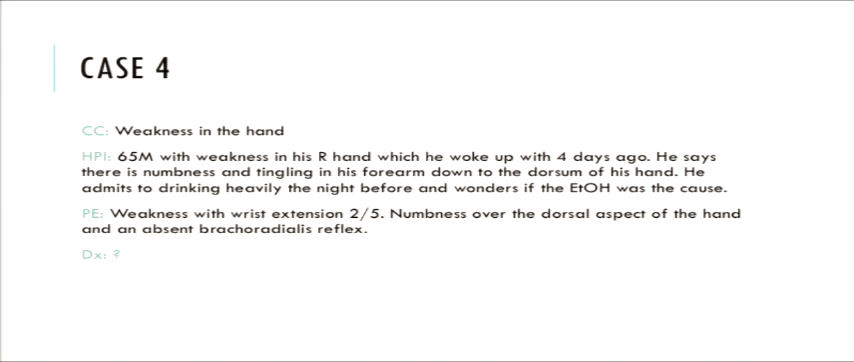 CASE 4
CC: Weakness in the hand
HPI: 65M with weakness in his R hand which he woke up with 4 days ago. He says
there is numbness and tingling in his forearm down to the dorsum of his hand. He
admits to drinking heavily the night before and wonders if the EtOH was the cause.
PE: Weakness with wrist extension 2/5. Numbness over the dorsal aspect of the hand
and an absent brachoradialis reflex.
Dx: ?